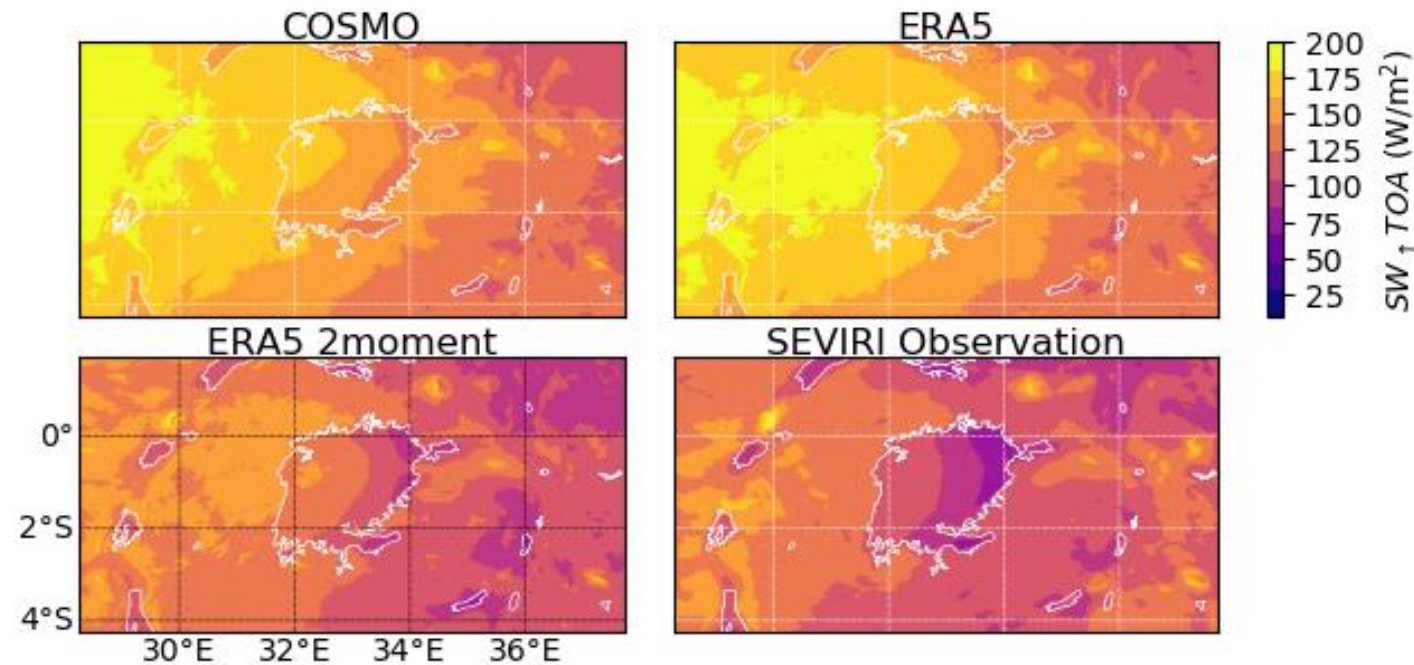 COSMO
ERA5
200
175
150
125
100
75
50
25
SW↑ TOA (W/m²)
ERA5 2moment
SEVIRI Observation
0°
2°S
4°S
30°E 32°E 34°E 36°E